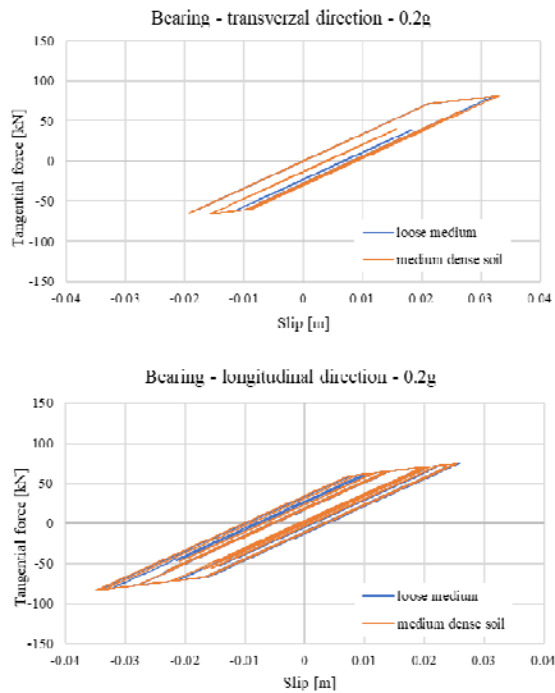 Bearing - transverzal direction - 0.2g
150
100
50
0
-50
-100
-150
-0.04 -0.03 -0.02 -0.01 0 0.01 0.02 0.03 0.04
Tangential force [kN]
Slip [m]
loose medium
medium dense soil
Bearing - longitudinal direction - 0.2g
150
100
50
0
-50
-100
-150
-0.04 -0.03 -0.02 -0.01 0 0.01 0.02 0.03 0.04
Tangential force [kN]
Slip [m]
loose medium
medium dense soil